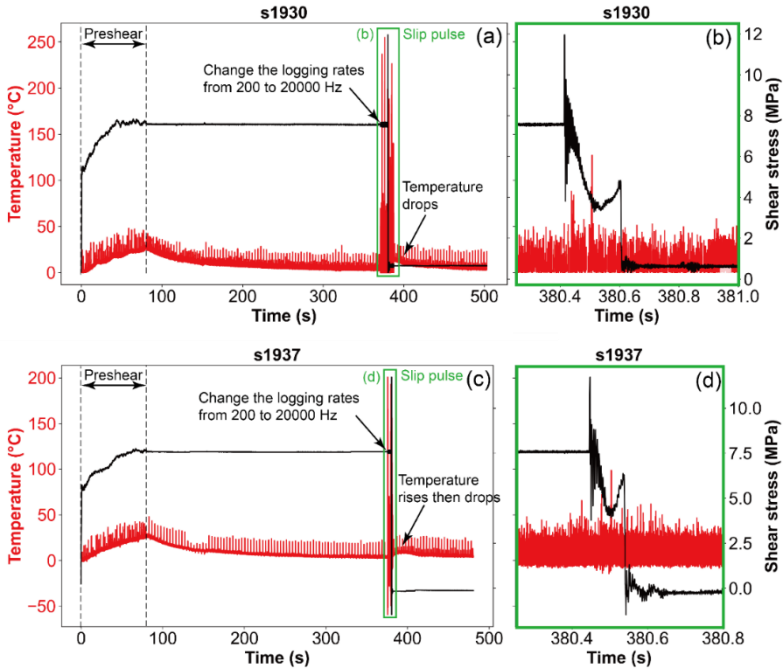 s1930
s1930
Preshear
(b)
Slip pulse
(a)
(b)
250
200
150
100
50
0
Temperature (°C)
Change the logging rates
from 200 to 20000 Hz
Temperature
drops
12
10
8
6
4
2
0
Shear stress (MPa)
0
100
200
300
400
500
Time (s)
380.4
380.6
380.8
381.0
Time (s)
s1937
s1937
Preshear
(d)
Slip pulse
(c)
(d)
200
150
100
50
0
−50
Temperature (°C)
Change the logging rates
from 200 to 20000 Hz
Temperature
rises then drops
10.0
7.5
5.0
2.5
0.0
Shear stress (MPa)
0
100
200
300
400
500
Time (s)
380.4
380.6
380.8
Time (s)